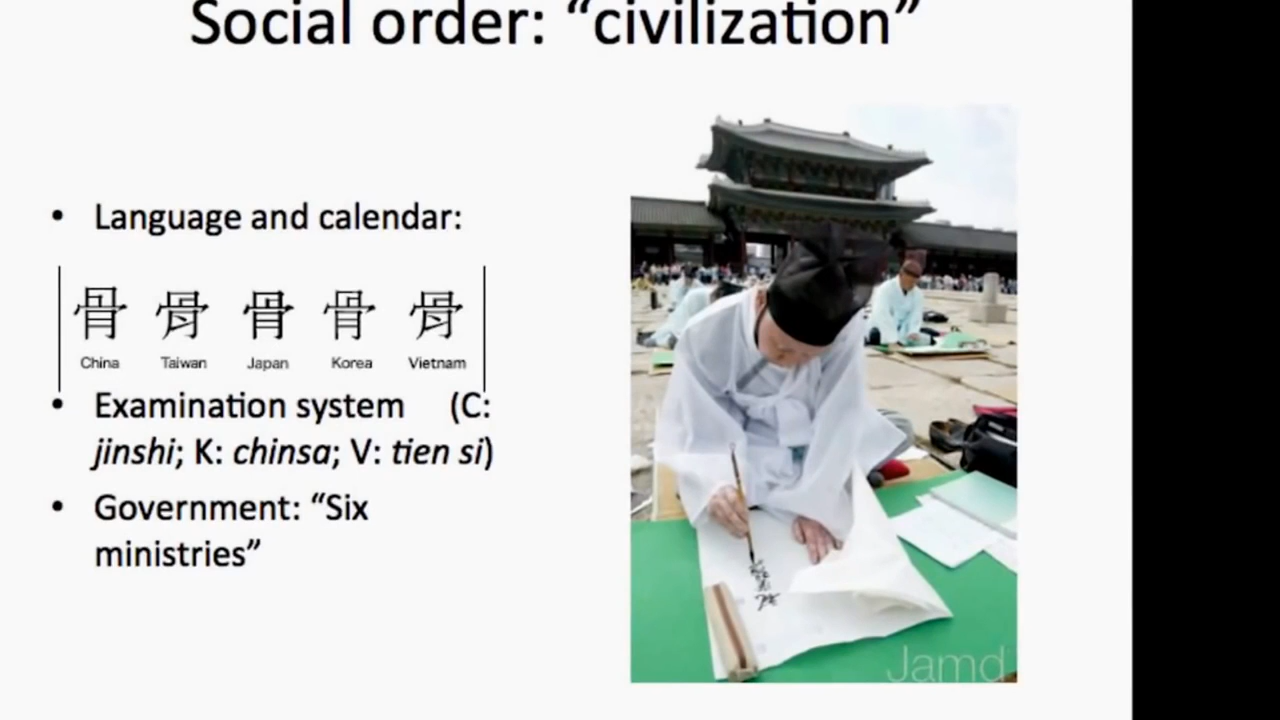 Social order: “civilization”
• Language and calendar:
骨 骨 骨 骨 骨
China Taiwan Japan Korea Vietnam
• Examination system (C:
jinshi; K: chinsa; V: tien si)
• Government: “Six
ministries”
Jamd